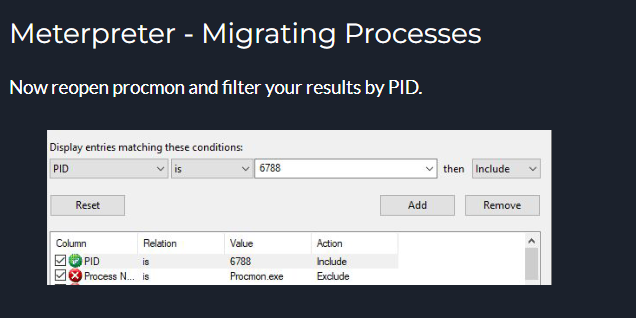 Meterpreter - Migrating Processes
Now reopen procmon and filter your results by PID.
Display entries matching these conditions:
PID is 6788 then Include
Reset Add Remove
Column Relation Value Action
PID is 6788 Include
Process N... is Procmon.exe Exclude